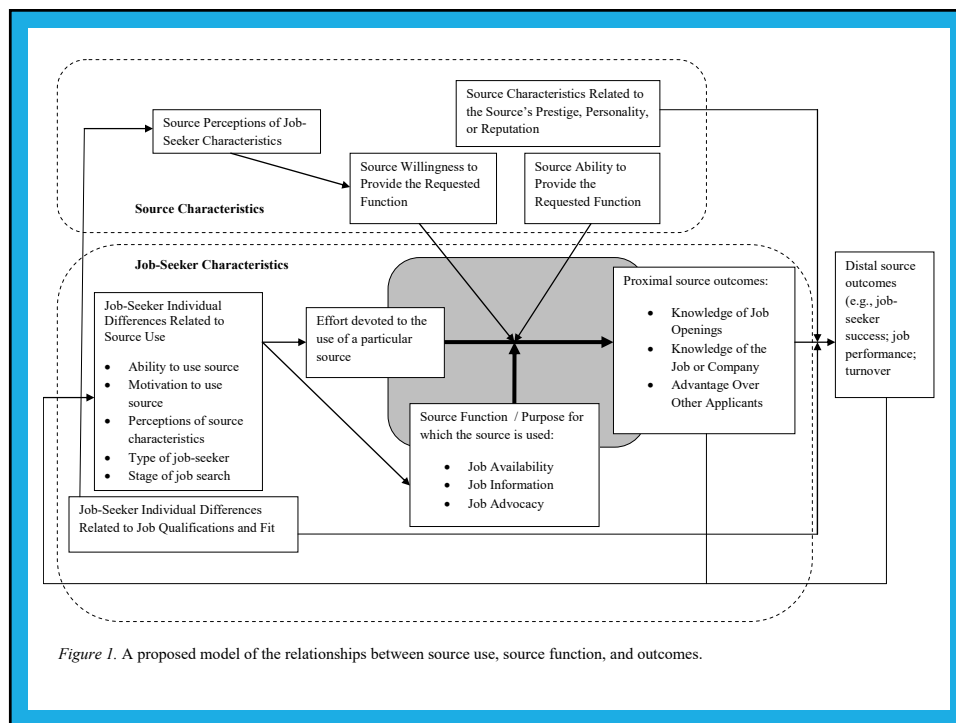 Source Characteristics Related to
the Source's Prestige, Personality,
or Reputation
Source Perceptions of Job-
Seeker Characteristics
Source Willingness to
Provide the Requested
Function
Source Ability to
Provide the
Requested Function
Source Characteristics
Job-Seeker Characteristics
Job-Seeker Individual
Differences Related to
Source Use
• Ability to use source
• Motivation to use
source
• Perceptions of source
characteristics
• Type of job-seeker
• Stage of job search
Job-Seeker Individual Differences
Related to Job Qualifications and Fit
Effort devoted to the
use of a particular
source
Source Function / Purpose for
which the source is used:
• Job Availability
• Job Information
• Job Advocacy
Proximal source outcomes:
• Knowledge of Job
Openings
• Knowledge of the
Job or Company
• Advantage Over
Other Applicants
Distal source
outcomes
(e.g., job-
seeker
success; job
performance;
turnover
Figure 1. A proposed model of the relationships between source use, source function, and outcomes.